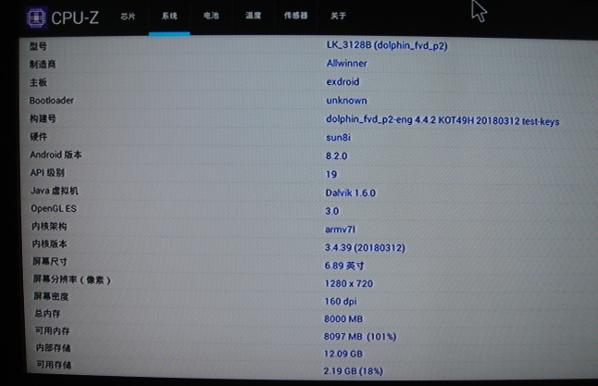 CPU-Z 芯片 系统 电池 温度 传感器 关于
型号 LK_3128B (dolphin_fvd_p2)
制造商 Allwinner
主板 exdroid
Bootloader unknown
构建号 dolphin_fvd_p2-eng 4.4.2 KOT49H 20180312 test-keys
硬件 sun8i
Android 版本 8.2.0
API 级别 19
Java 虚拟机 Dalvik 1.6.0
OpenGL ES 3.0
内核架构 armv7l
内核版本 3.4.39 (20180312)
屏幕尺寸 6.89 英寸
屏幕分辨率（像素） 1280 x 720
屏幕密度 160 dpi
总内存 8000 MB
可用内存 8097 MB (101%)
内部存储 12.09 GB
可用存储 2.19 GB (18%)